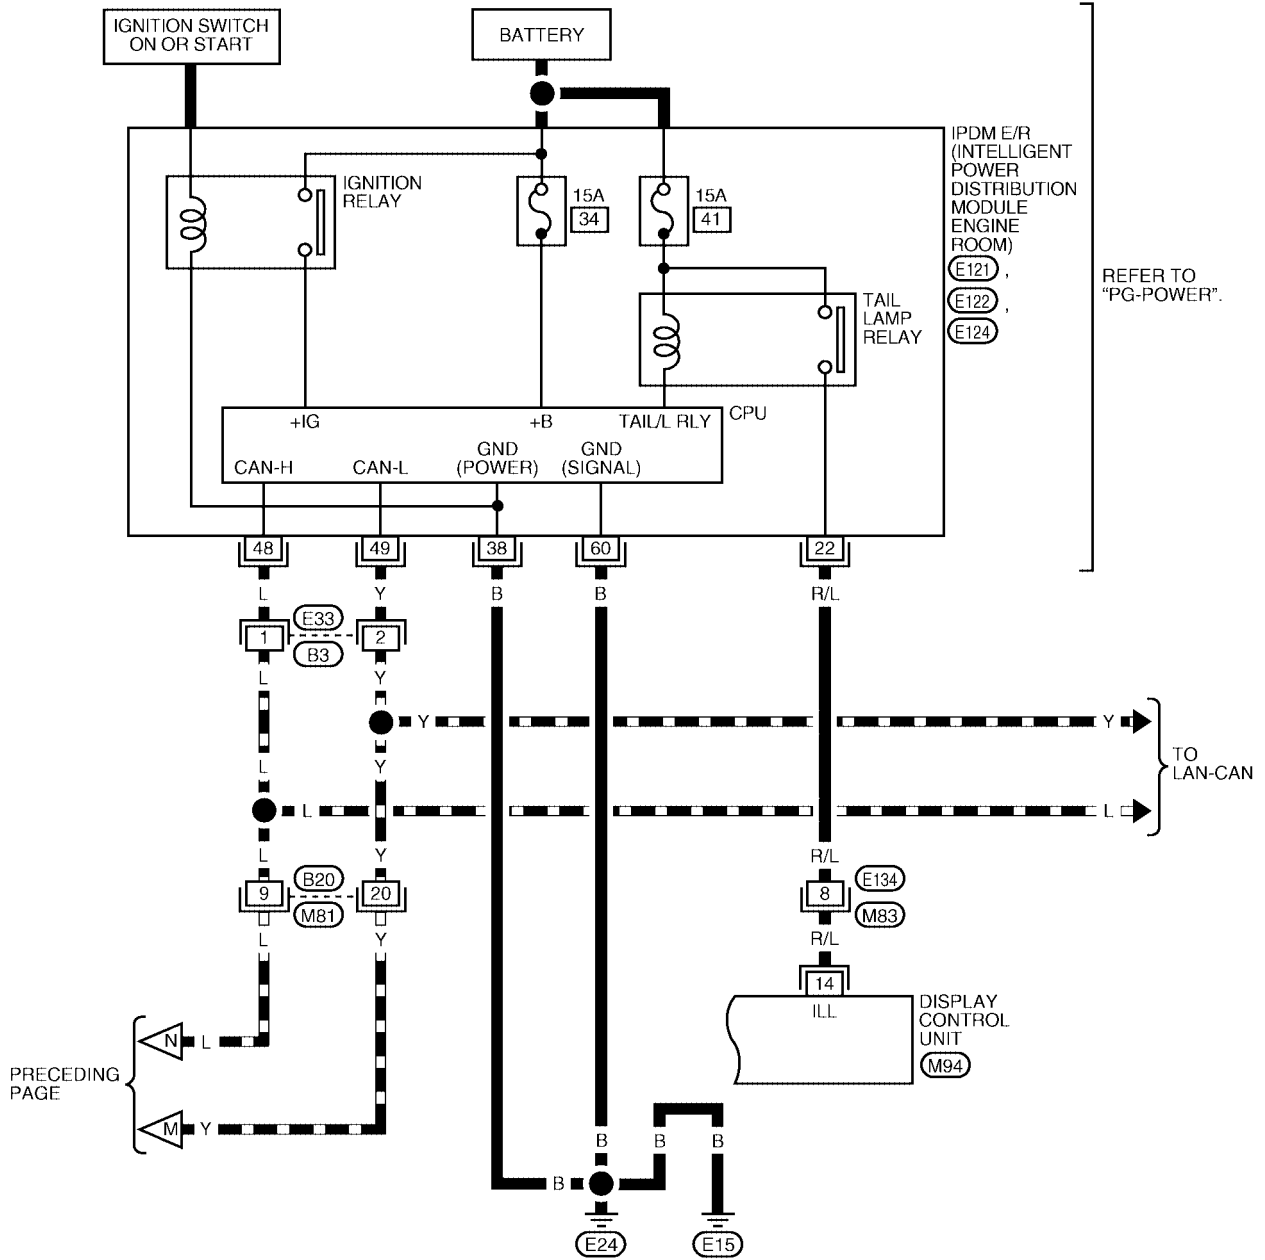 IGNITION SWITCH
ON OR START
BATTERY
IPDM E/R
(INTELLIGENT
POWER
DISTRIBUTION
MODULE
ENGINE
ROOM)
E121 ,
E122 ,
E124
REFER TO
"PG-POWER".
IGNITION
RELAY
15A
34
15A
41
TAIL
LAMP
RELAY
+IG
+B
TAIL/L RLY
CPU
CAN-H
CAN-L
GND
(POWER)
GND
(SIGNAL)
48
49
38
60
22
L
Y
B
B
R/L
1
E33
B3
2
L
Y
Y
Y
L
Y
L
L
TO
LAN-CAN
L
Y
R/L
9
B20
M81
20
8
E134
M83
L
Y
R/L
14
ILL
DISPLAY
CONTROL
UNIT
M94
N
L
PRECEDING
PAGE
M
Y
B
B
B
B
E24
E15